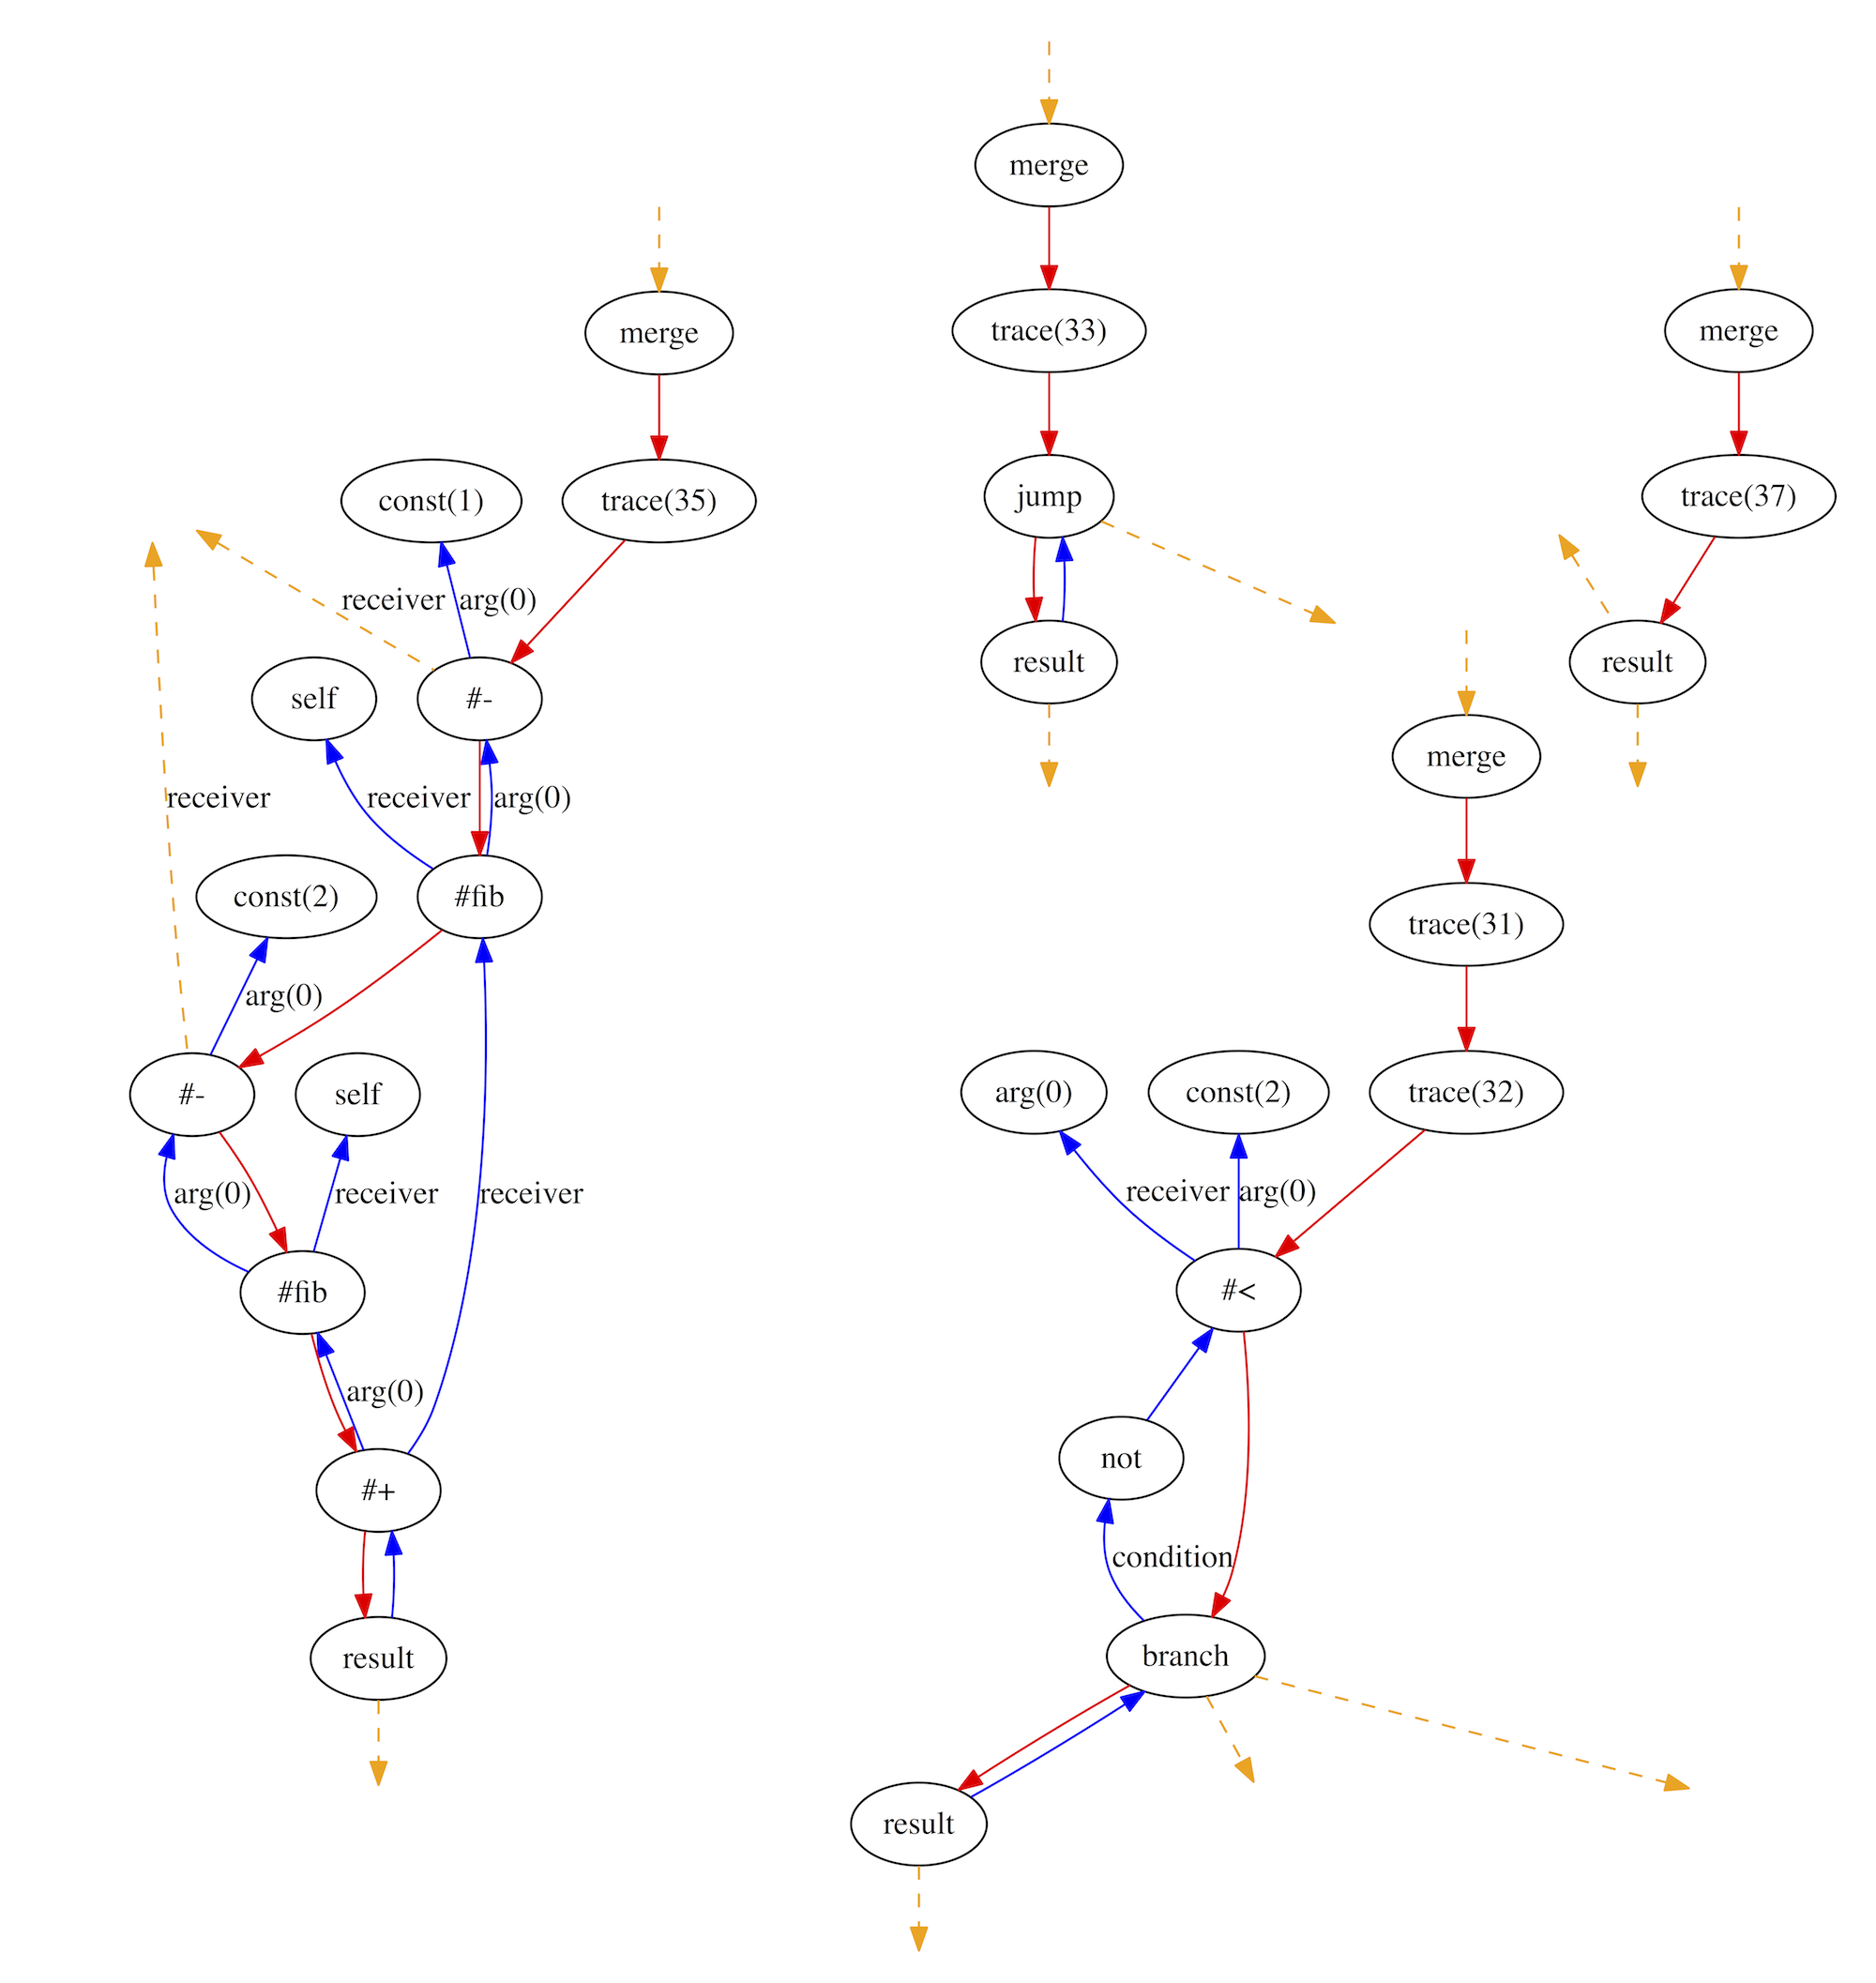 merge
trace(35)
const(1)
receiver
arg(0)
self
#-
receiver
receiver
arg(0)
const(2)
#fib
arg(0)
#-
self
arg(0)
receiver
receiver
#fib
arg(0)
#+
result
merge
trace(33)
jump
result
merge
trace(37)
result
merge
trace(31)
trace(32)
arg(0)
const(2)
receiver
arg(0)
#<
not
condition
branch
result